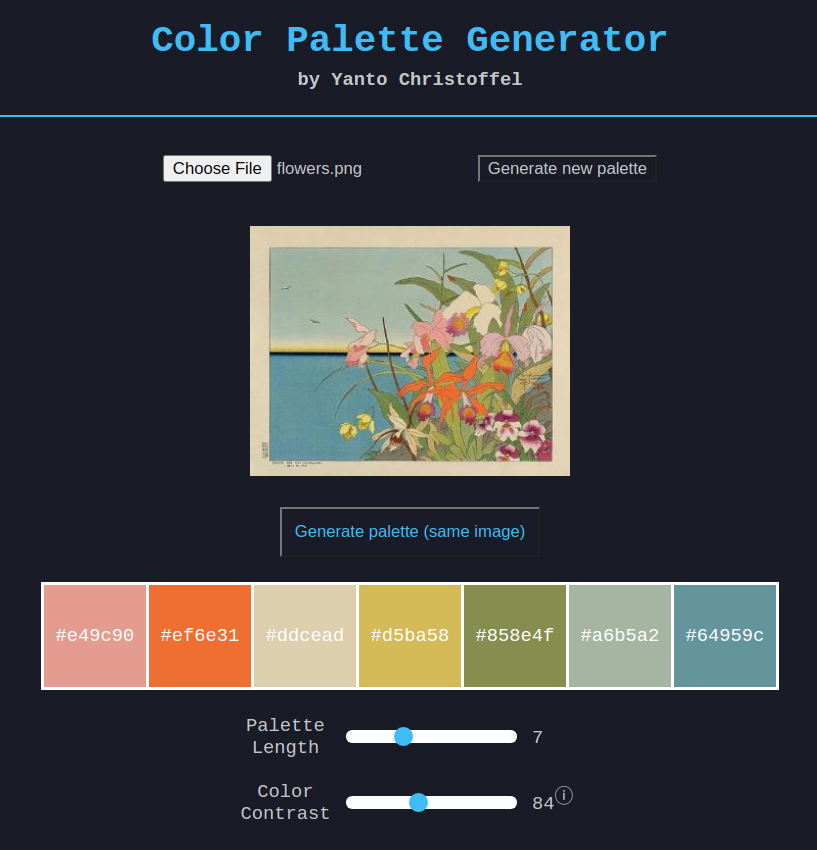 Color Palette Generator
by Yanto Christoffel
Choose File flowers.png
Generate new palette
Generate palette (same image)
#e49c90 #ef6e31 #ddcead #d5ba58 #858e4f #a6b5a2 #64959c
Palette
Length
7
Color
Contrast
84 i